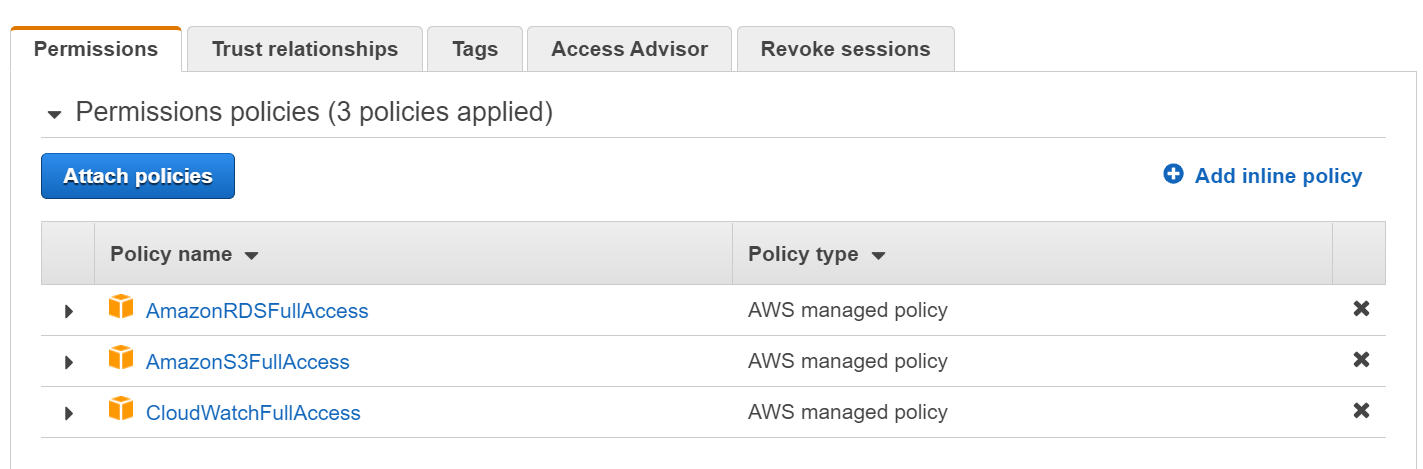 Permissions Trust relationships Tags Access Advisor Revoke sessions
Permissions policies (3 policies applied)
Attach policies Add inline policy
Policy name Policy type
AmazonRDSFullAccess AWS managed policy
AmazonS3FullAccess AWS managed policy
CloudWatchFullAccess AWS managed policy